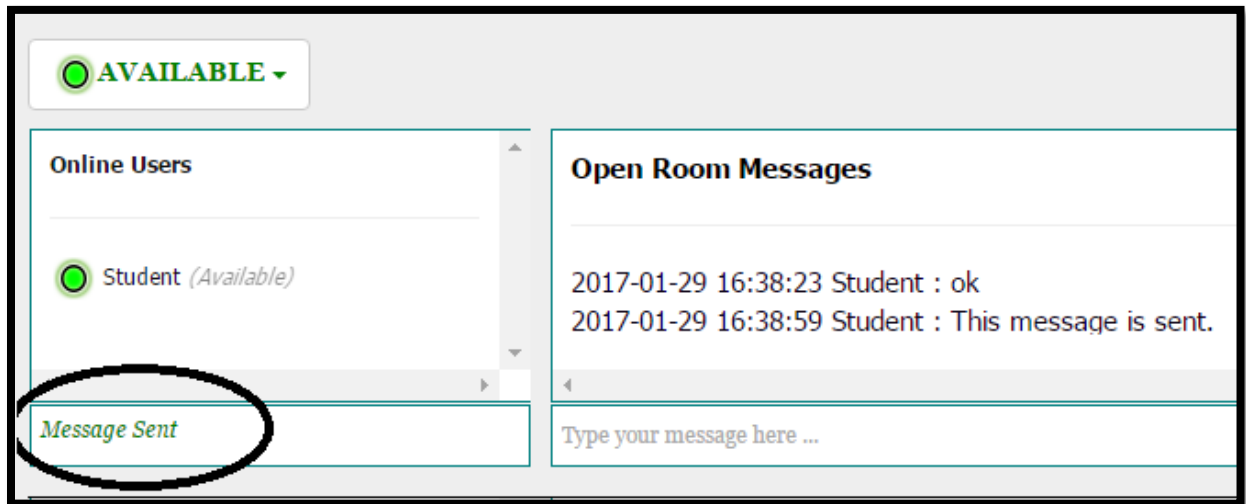 AVAILABLE
Online Users
Student (Available)
Message Sent
Open Room Messages
2017-01-29 16:38:23 Student : ok
2017-01-29 16:38:59 Student : This message is sent.
Type your message here ...